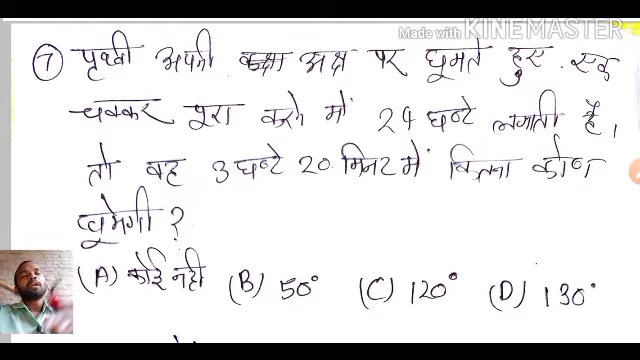 Made with KINEMASTER
⑦ पृथ्वी अपनी अक्ष पर घूमते हुए एक
चक्कर पूरा करने में 24 घण्टे लगाती है,
तो वह 3 घण्टे 20 मिनट में कितना कोण
घूमेगी?
(A) कोई नही (B) 50° (C) 120° (D) 130°